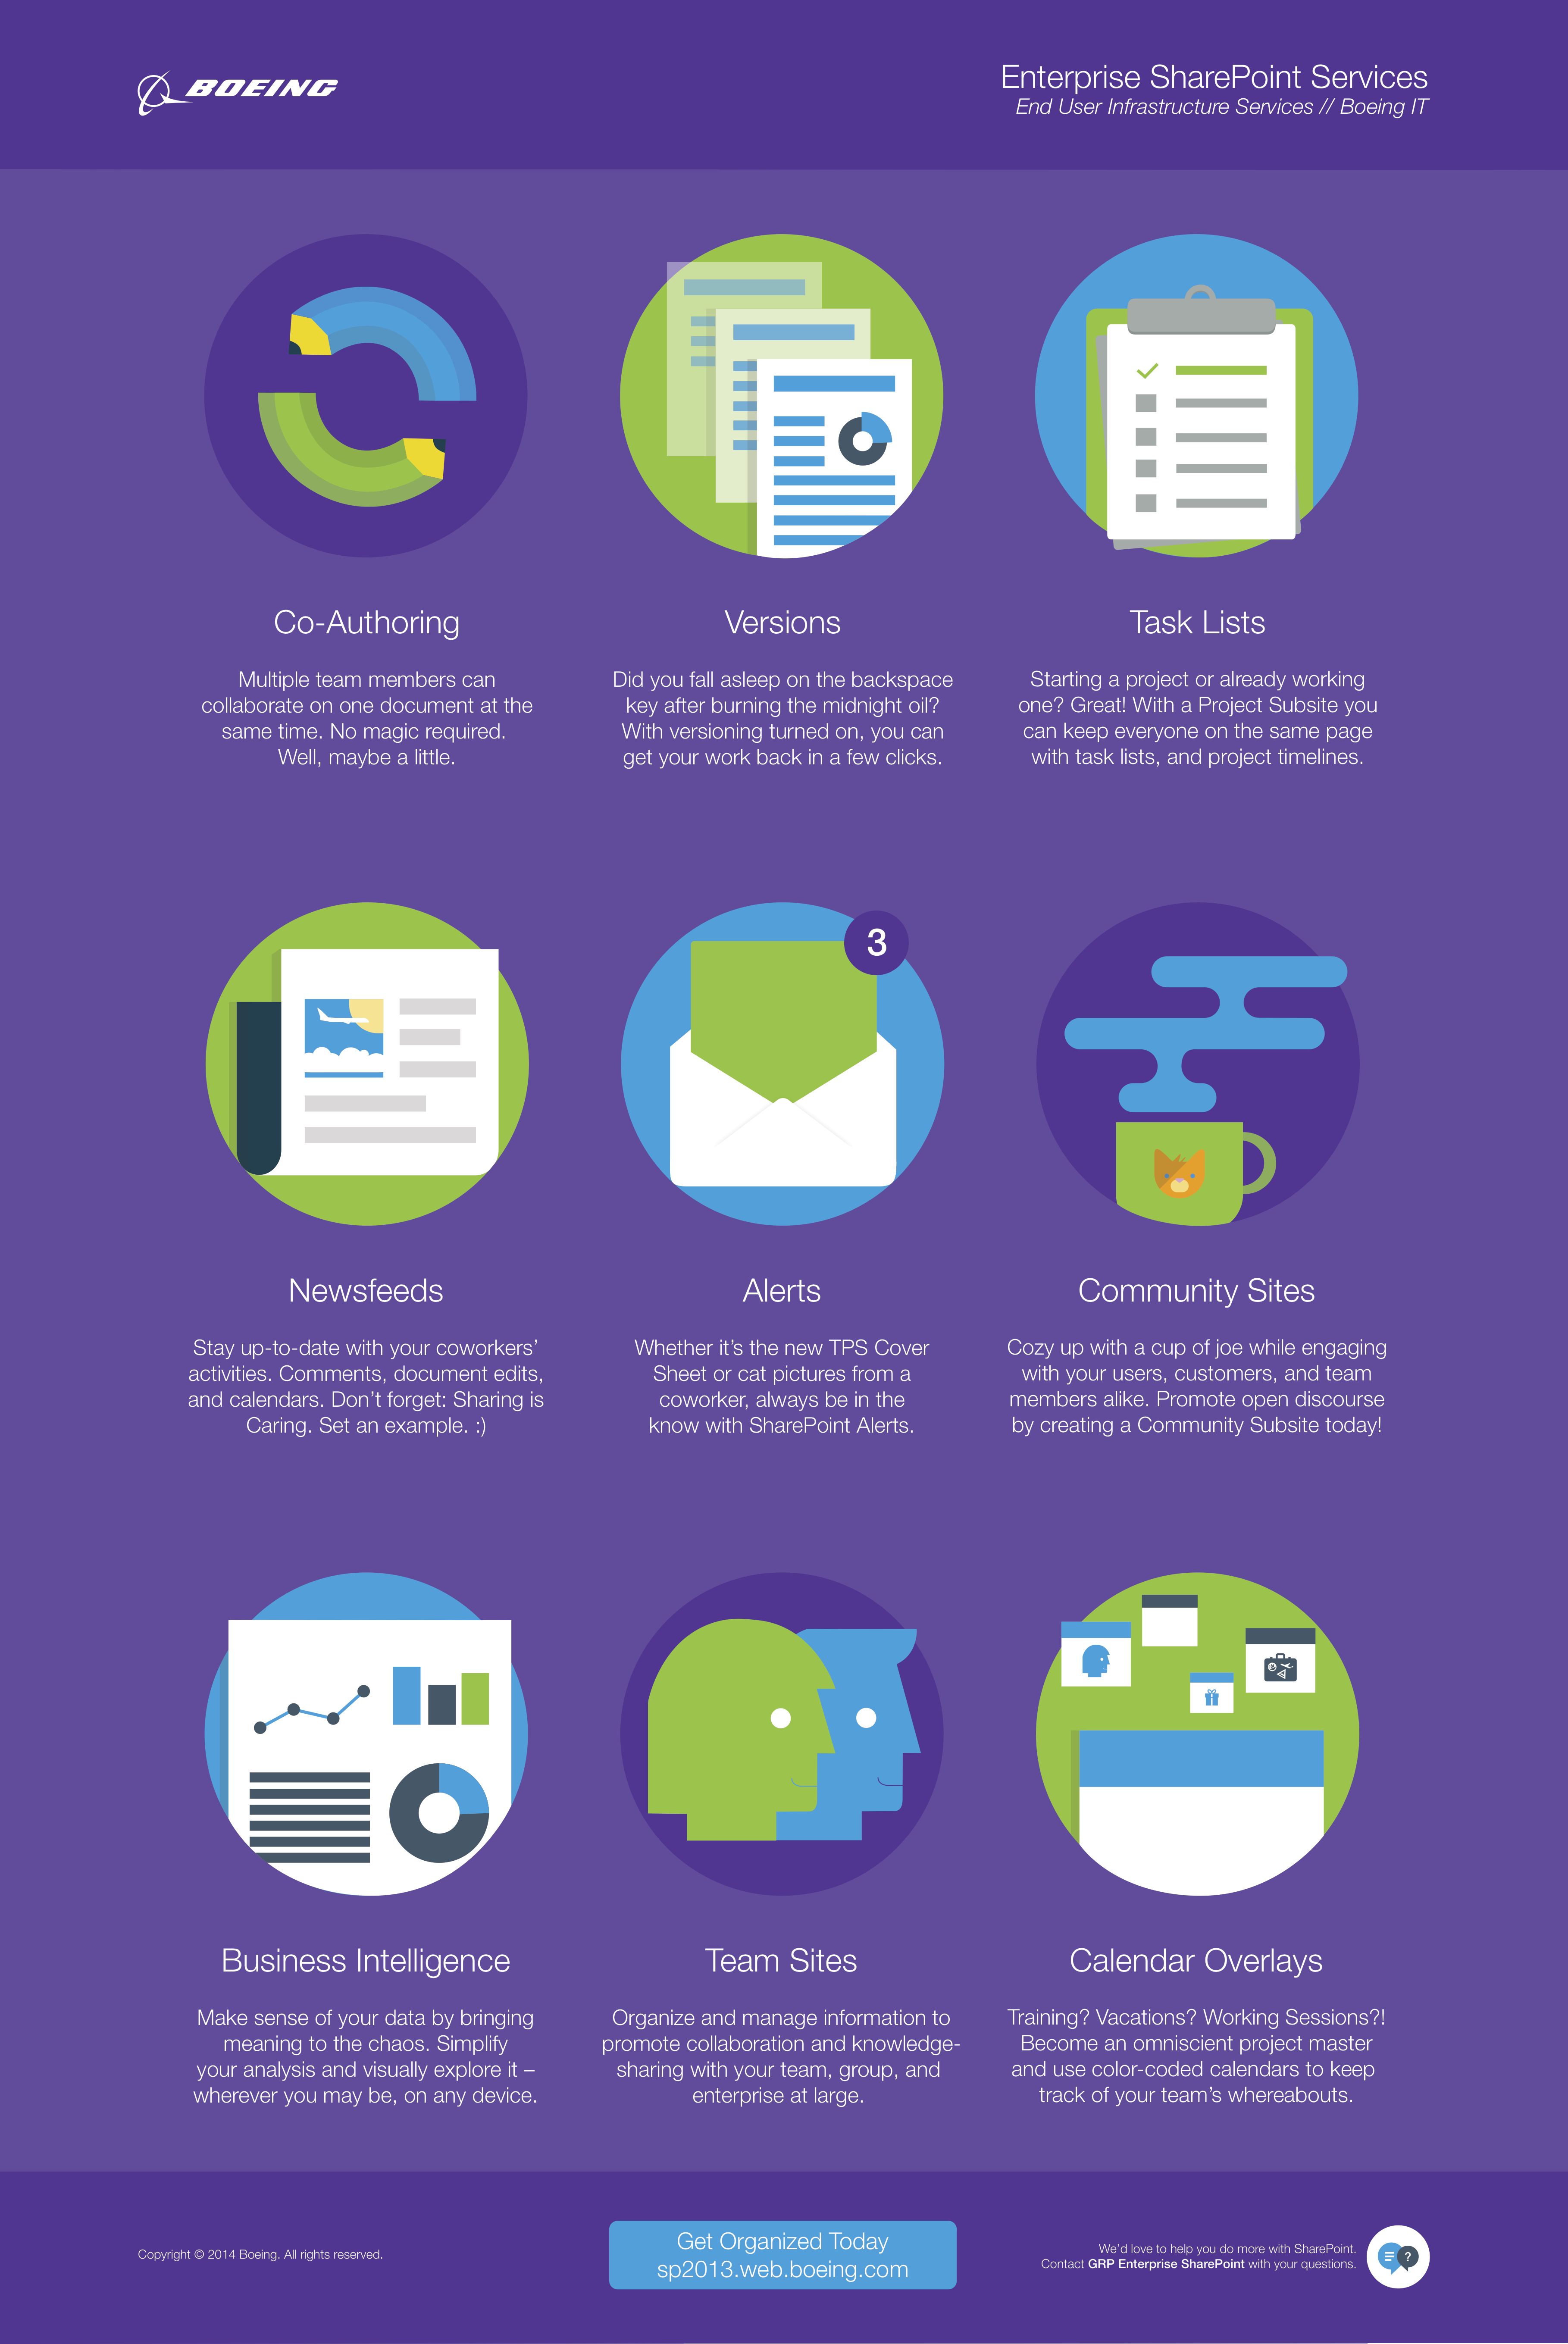 BOEING
Enterprise SharePoint Services
End User Infrastructure Services // Boeing IT
Co-Authoring
Multiple team members can
collaborate on one document at the
same time. No magic required.
Well, maybe a little.
Versions
Did you fall asleep on the backspace
key after burning the midnight oil?
With versioning turned on, you can
get your work back in a few clicks.
Task Lists
Starting a project or already working
one? Great! With a Project Subsite you
can keep everyone on the same page
with task lists, and project timelines.
3
Newsfeeds
Stay up-to-date with your coworkers’
activities. Comments, document edits,
and calendars. Don’t forget: Sharing is
Caring. Set an example. :)
Alerts
Whether it’s the new TPS Cover
Sheet or cat pictures from a
coworker, always be in the
know with SharePoint Alerts.
Community Sites
Cozy up with a cup of joe while engaging
with your users, customers, and team
members alike. Promote open discourse
by creating a Community Subsite today!
Business Intelligence
Make sense of your data by bringing
meaning to the chaos. Simplify
your analysis and visually explore it –
wherever you may be, on any device.
Team Sites
Organize and manage information to
promote collaboration and knowledge-
sharing with your team, group, and
enterprise at large.
Calendar Overlays
Training? Vacations? Working Sessions?!
Become an omniscient project master
and use color-coded calendars to keep
track of your team’s whereabouts.
Copyright © 2014 Boeing. All rights reserved.
Get Organized Today
sp2013.web.boeing.com
We’d love to help you do more with SharePoint.
Contact GRP Enterprise SharePoint with your questions.
?